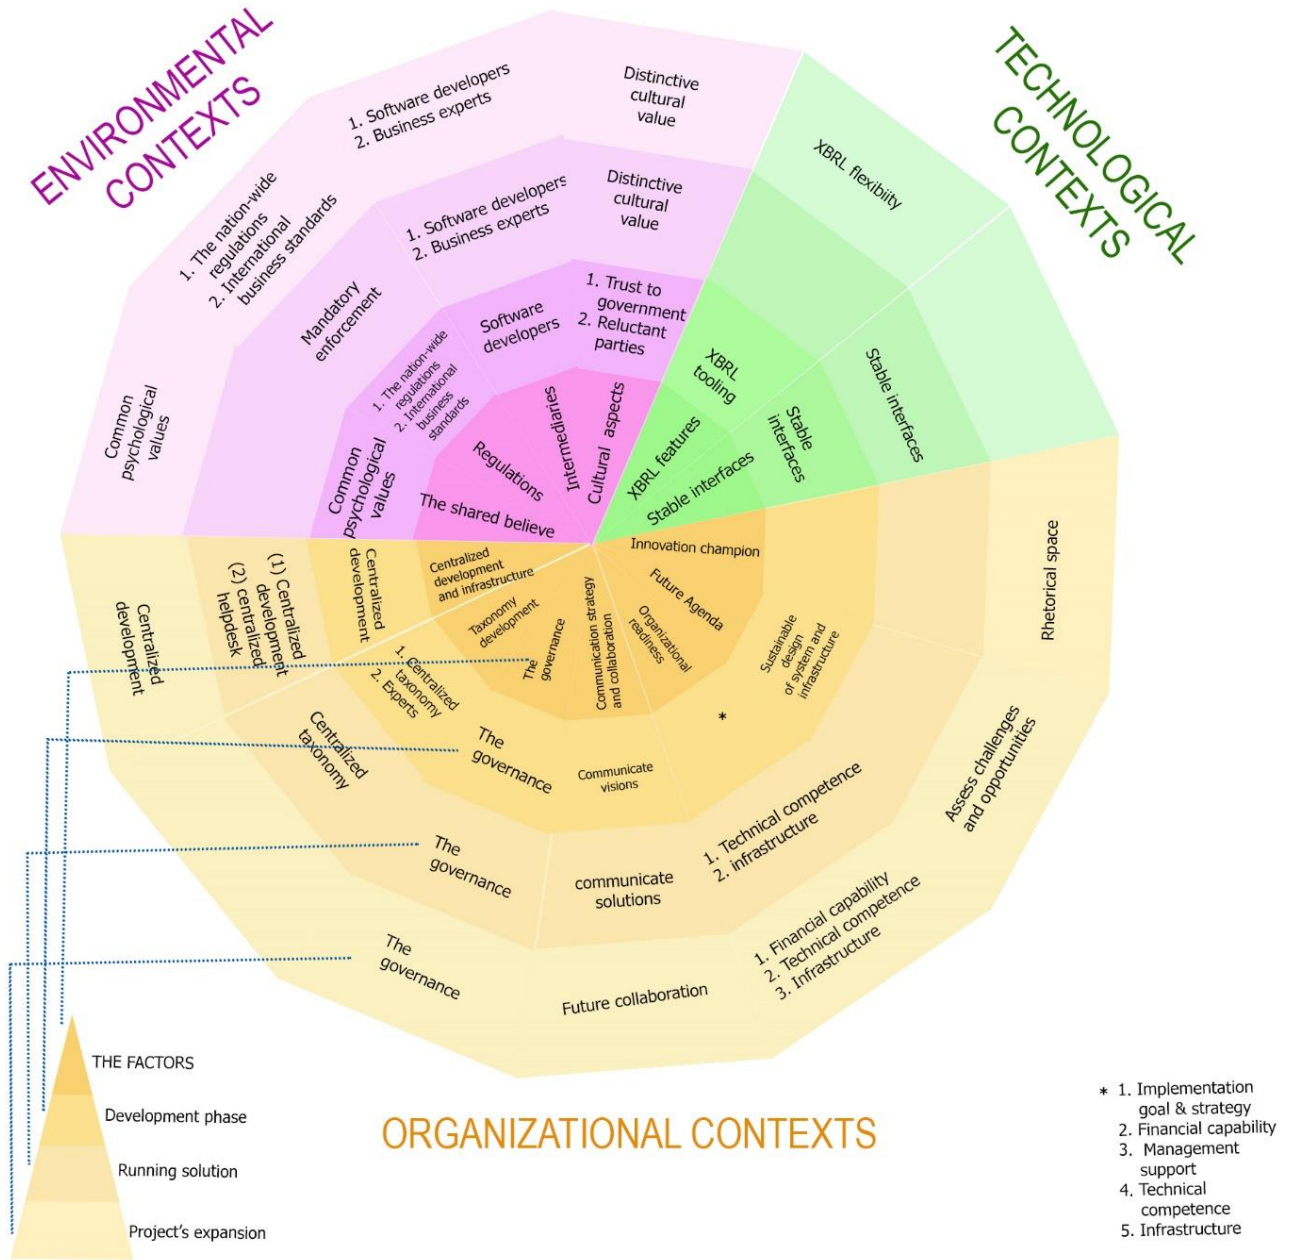 ENVIRONMENTAL
CONTEXTS
TECHNOLOGICAL
CONTEXTS
1. Software developers
2. Business experts
Distinctive
cultural
value
XBRL flexibiity
1. The nation-wide
regulations
2. International
business standards
Common
psychological
values
Mandatory
enforcement
1. Software developers
2. Business experts
Distinctive
cultural
value
Stable interfaces
Common
psychological
values
1. The nation-wide
regulations
2. International
business
standards
Software
developers
1. Trust to
government
2. Reluctant
parties
XBRL
tooling
Stable
interfaces
The shared believe
Regulations
Intermediaries
Cultural aspects
XBRL features
Stable interfaces
Centralized
development
and infrastructure
Taxonomy
development
The
governance
Communication strategy
and collaboration
Organizational
readiness
Future Agenda
Innovation champion
Centralized
development
1. Centralized
taxonomy
2. Experts
The
governance
Communicate
visions
*
Sustainable
design
of system and
infrastructure
(1) Centralized
development
(2) centralized
helpdesk
Centralized
taxonomy
The
governance
communicate
solutions
1. Technical competence
2. infrastructure
Centralized
development
The
governance
Future collaboration
1. Financial capability
2. Technical competence
3. Infrastructure
Assess challenges
and opportunities
Rhetorical space
THE FACTORS
Development phase
Running solution
Project's expansion
ORGANIZATIONAL CONTEXTS
* 1. Implementation
goal & strategy
2. Financial capability
3. Management
support
4. Technical
competence
5. Infrastructure